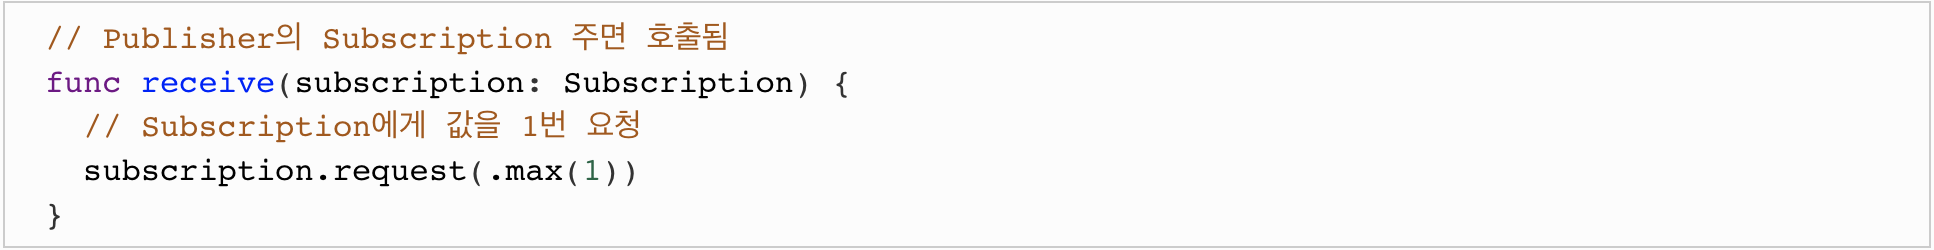 // Publisher의 Subscription 주면 호출됨
func receive(subscription: Subscription) {
  // Subscription에게 값을 1번 요청
  subscription.request(.max(1))
}